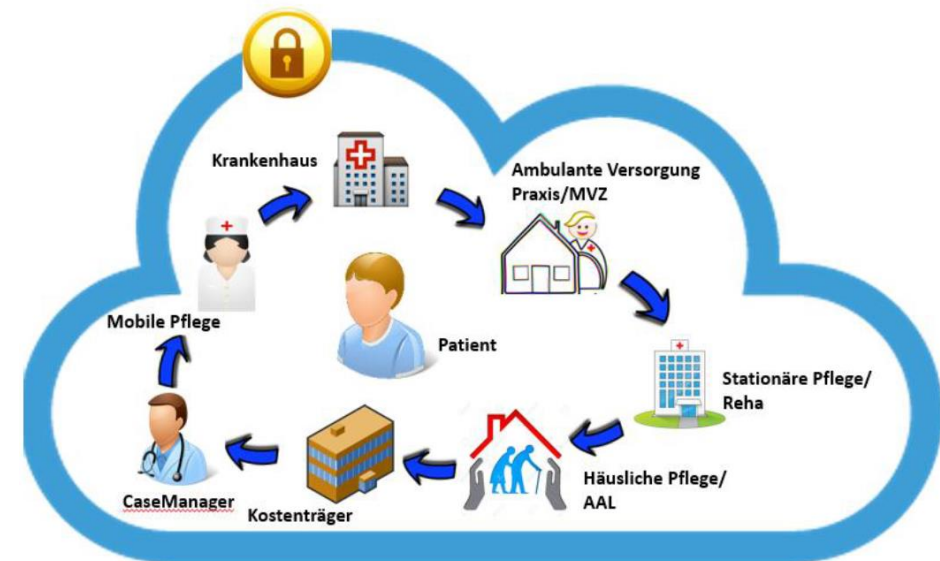 Krankenhaus
Ambulante Versorgung
Praxis/MVZ
Mobile Pflege
Patient
Stationäre Pflege/
Reha
Häusliche Pflege/
AAL
CaseManager
Kostenträger